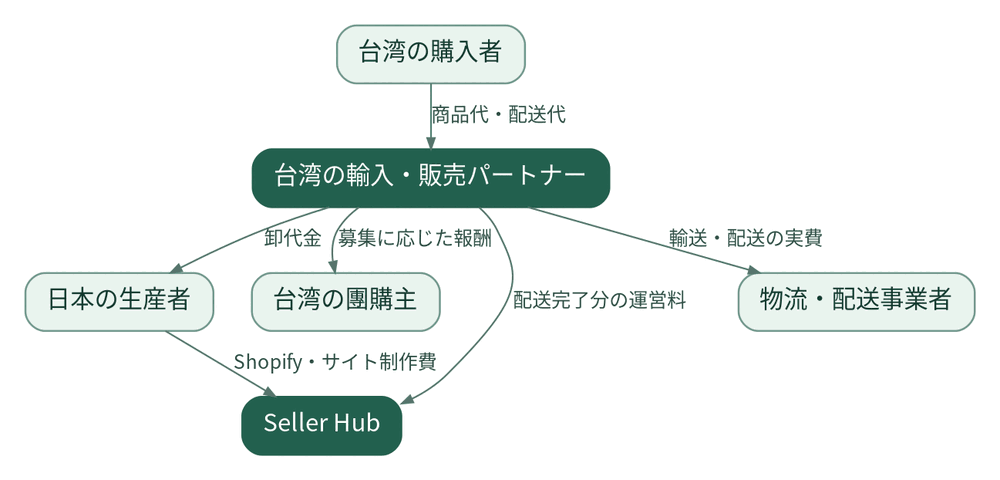 台湾の購入者
商品代・配送代
台湾の輸入・販売パートナー
卸代金
募集に応じた報酬
輸送・配送の実費
日本の生産者
台湾の團購主
配送完了分の運営料
物流・配送事業者
Shopify・サイト制作費
Seller Hub